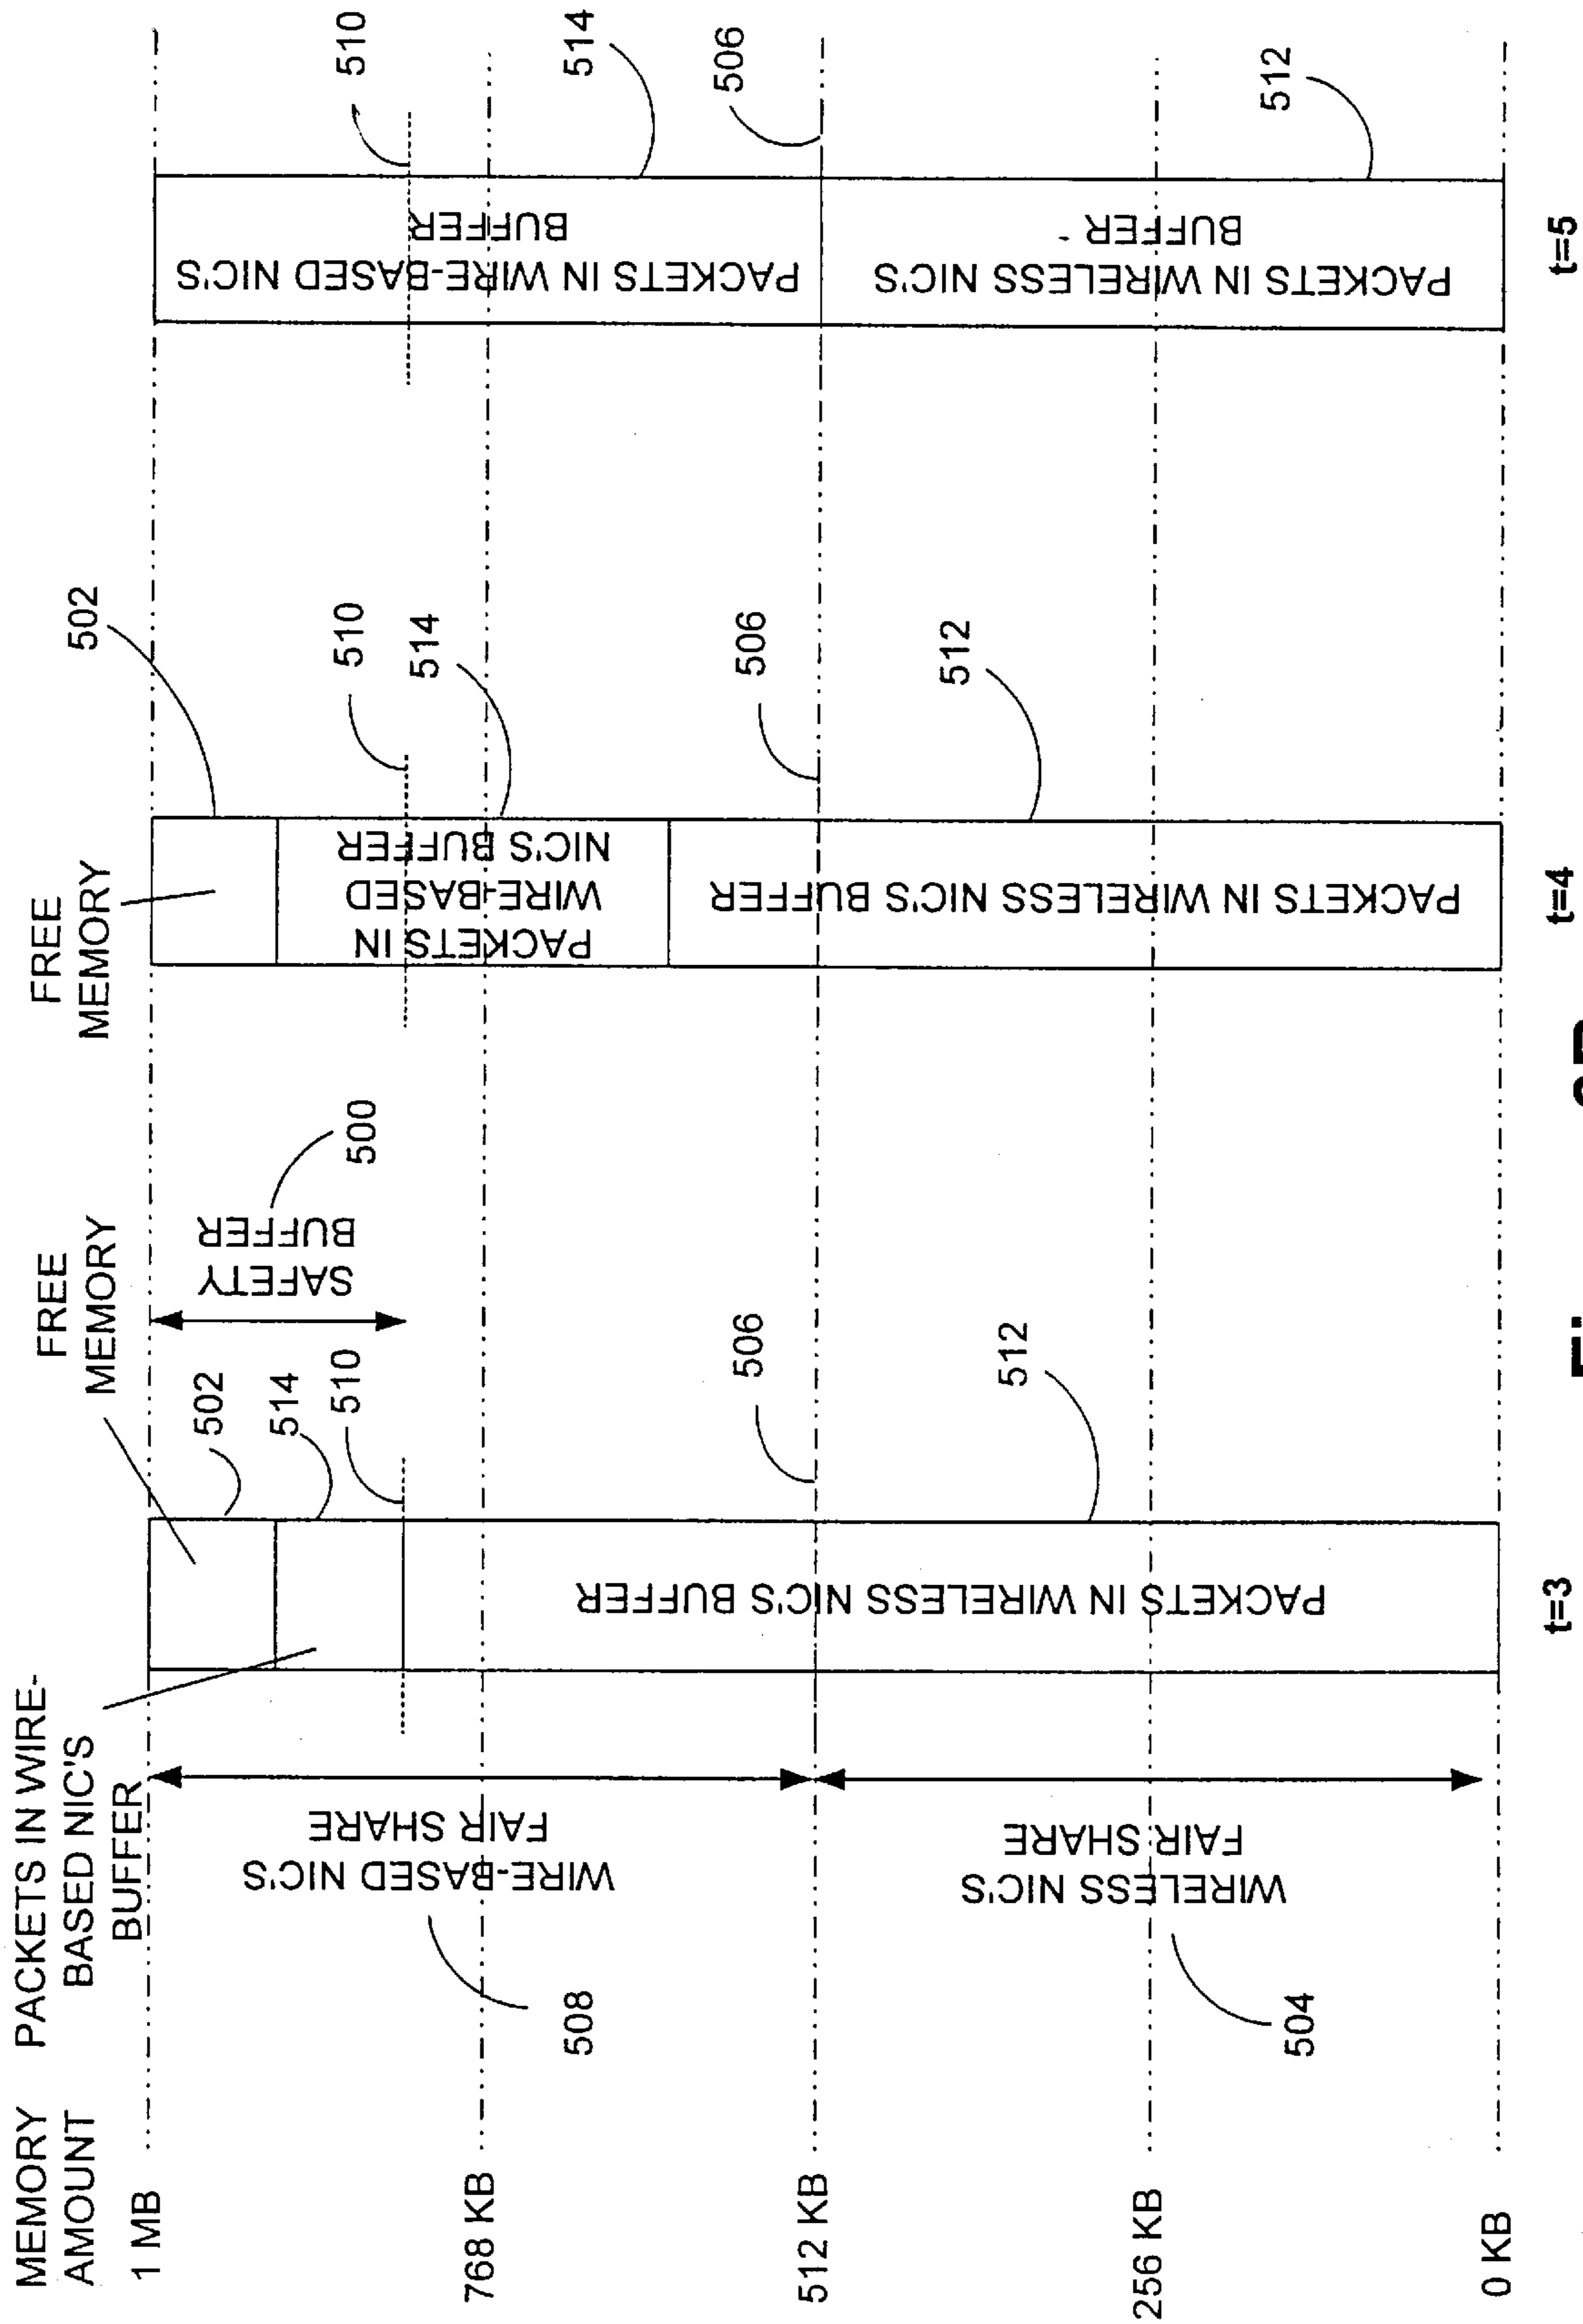 MEMORY
AMOUNT
1 MB
768 KB
512 KB
256 KB
0 KB
PACKETS IN WIRE-
BASED NIC'S
BUFFER
WIRE-BASED NIC'S
FAIR SHARE
508
WIRELESS NIC'S
FAIR SHARE
504
FREE
MEMORY
502
514
510
SAFETY
BUFFER
500
506
512
PACKETS IN WIRELESS NIC'S BUFFER
t=3
FREE
MEMORY
502
510
514
PACKETS IN
WIRE-BASED
NIC'S BUFFER
506
512
PACKETS IN WIRELESS NIC'S BUFFER
t=4
510
514
PACKETS IN WIRE-BASED NIC'S
BUFFER
506
512
PACKETS IN WIRELESS NIC'S
BUFFER
t=5